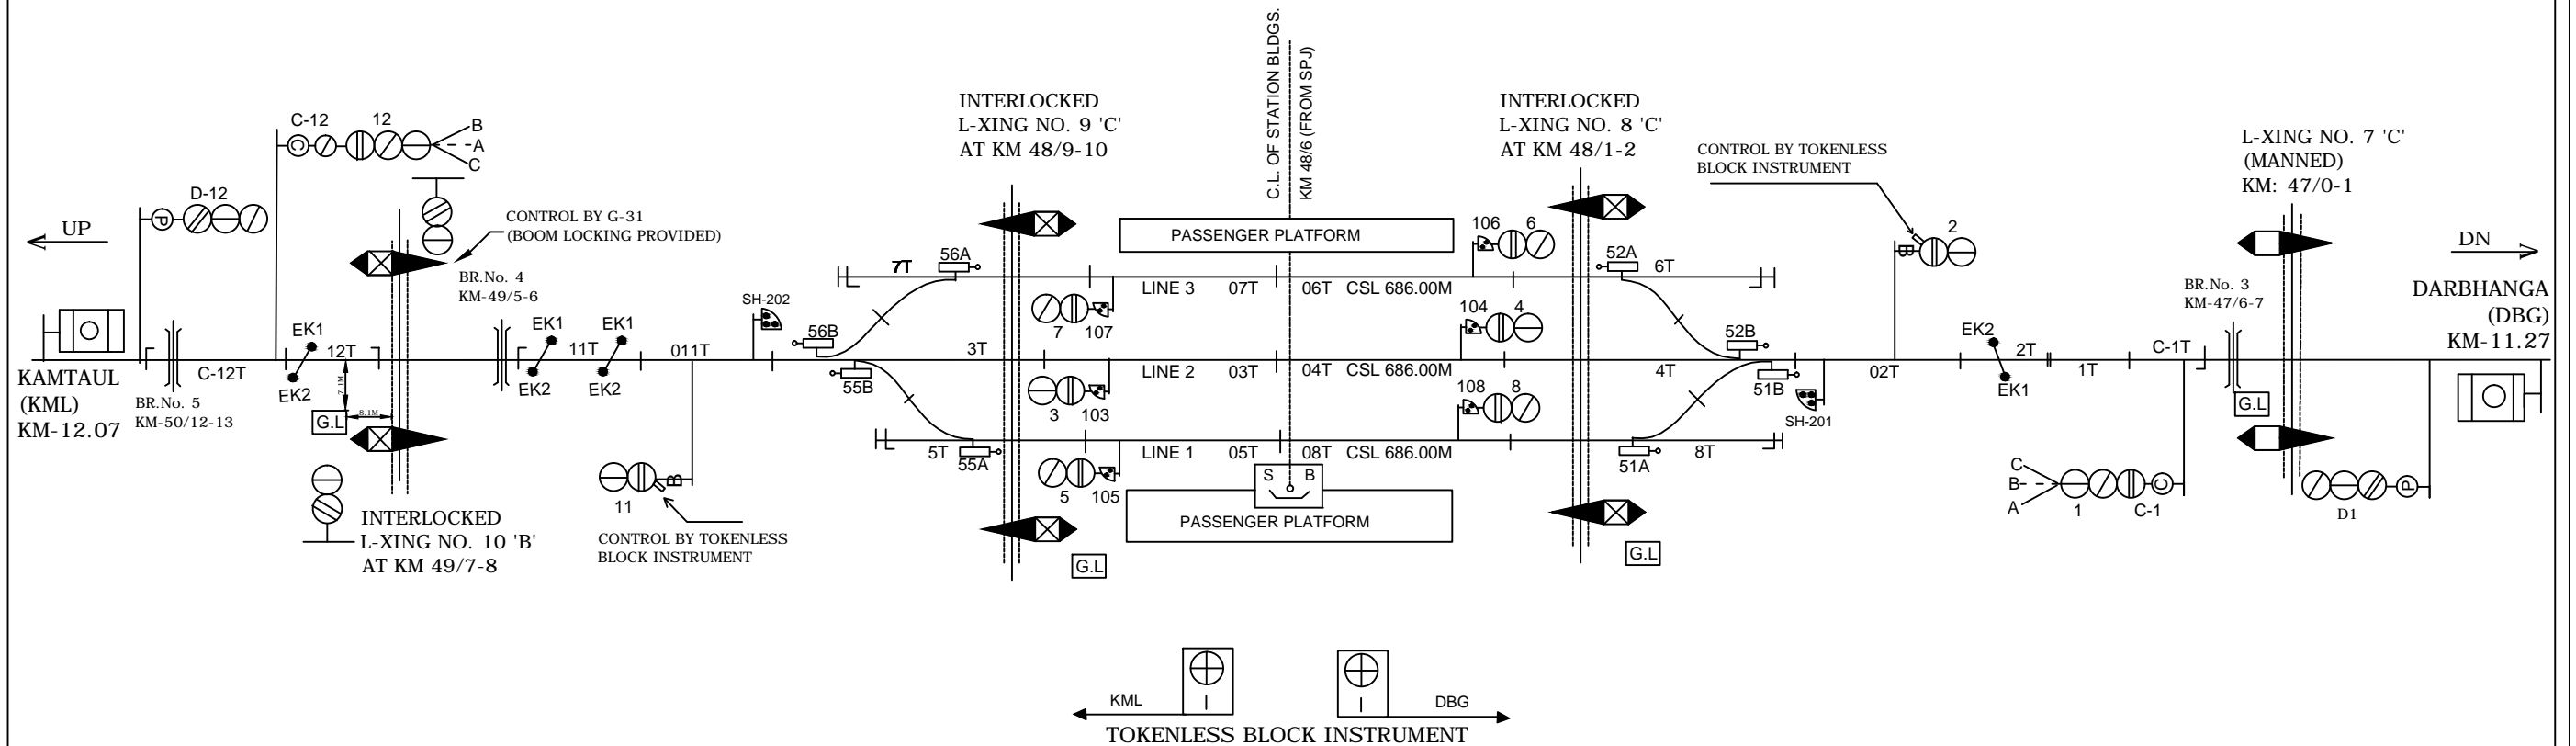 C.L. OF STATION BLDGS.
KM 48/6 (FROM SPJ)
UP
D-12
P
C-12
12
C
B
A
C
CONTROL BY G-31
(BOOM LOCKING PROVIDED)
BR.No. 4
KM-49/5-6
INTERLOCKED
L-XING NO. 9 'C'
AT KM 48/9-10
PASSENGER PLATFORM
INTERLOCKED
L-XING NO. 8 'C'
AT KM 48/1-2
CONTROL BY TOKENLESS
BLOCK INSTRUMENT
L-XING NO. 7 'C'
(MANNED)
KM: 47/0-1
DN
DARBHANGA
(DBG)
KM-11.27
BR.No. 3
KM-47/6-7
KAMTAUL
(KML)
KM-12.07
C-12T
BR.No. 5
KM-50/12-13
EK1
EK2
12T
7.1M
8.1M
G.L
EK1
EK2
11T
EK1
EK2
011T
SH-202
56B
55B
7T
56A
7
107
LINE 3
07T
06T
CSL 686.00M
106
6
52A
6T
B
2
3T
LINE 2
03T
04T
CSL 686.00M
104
4
4T
52B
51B
SH-201
02T
EK2
EK1
2T
1T
C-1T
G.L
3
103
108
8
5T
55A
LINE 1
05T
08T
CSL 686.00M
51A
8T
5
105
S
B
PASSENGER PLATFORM
G.L
G.L
C
B
A
1
C
C-1
P
D1
B
11
CONTROL BY TOKENLESS
BLOCK INSTRUMENT
INTERLOCKED
L-XING NO. 10 'B'
AT KM 49/7-8
KML
DBG
TOKENLESS BLOCK INSTRUMENT